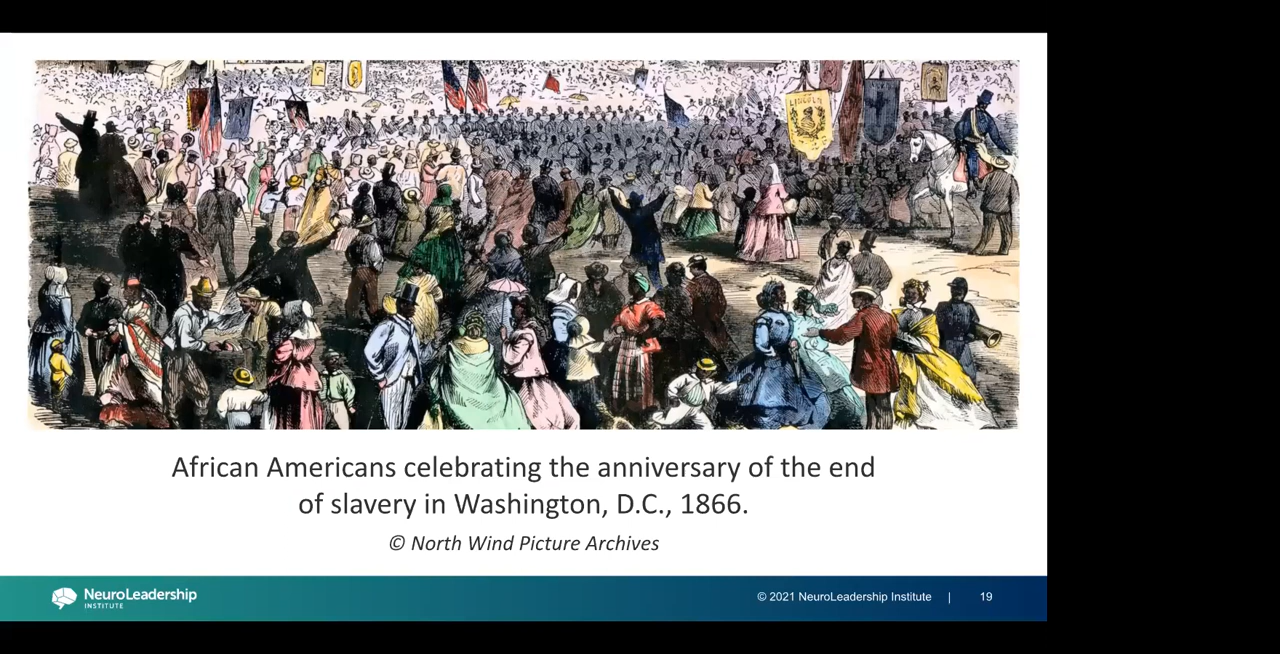 LINCOLN
African Americans celebrating the anniversary of the end
of slavery in Washington, D.C., 1866.
© North Wind Picture Archives
NeuroLeadership
INSTITUTE
© 2021 NeuroLeadership Institute | 19